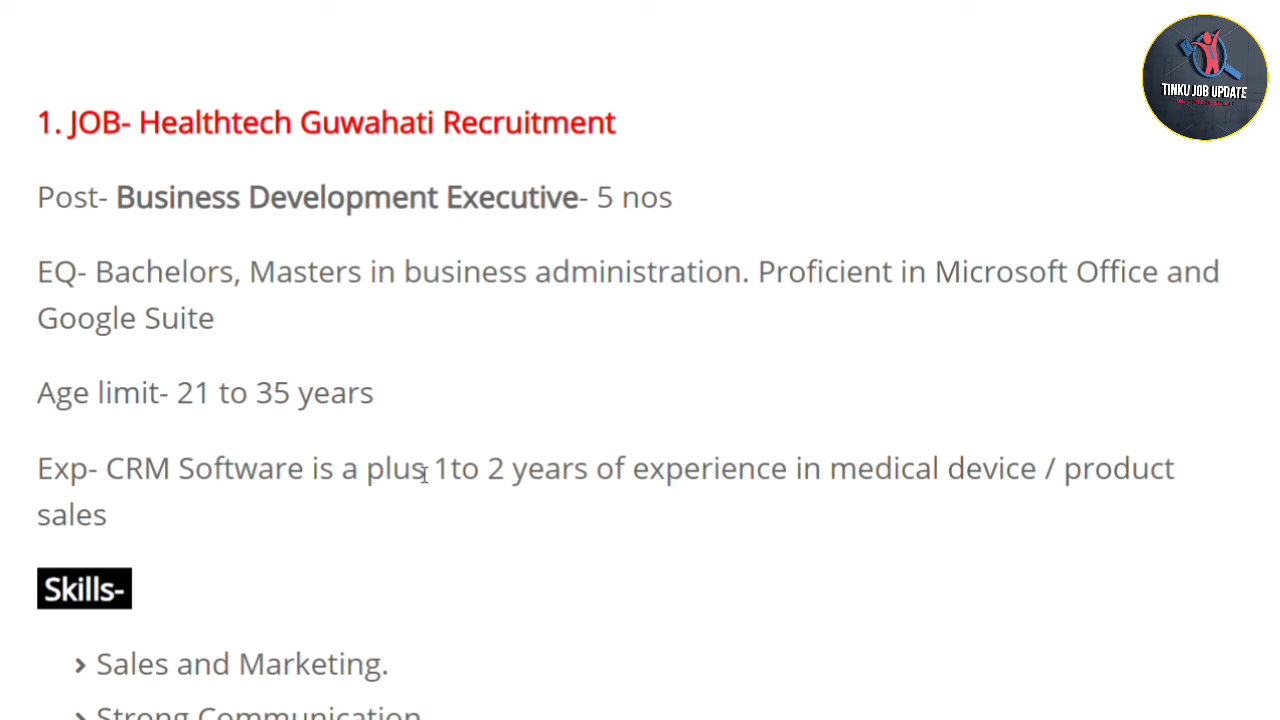 TINKU JOB UPDATE
1. JOB- Healthtech Guwahati Recruitment
Post- Business Development Executive- 5 nos
EQ- Bachelors, Masters in business administration. Proficient in Microsoft Office and
Google Suite
Age limit- 21 to 35 years
Exp- CRM Software is a plus 1to 2 years of experience in medical device / product
sales
Skills-
Sales and Marketing.
Strong Communication